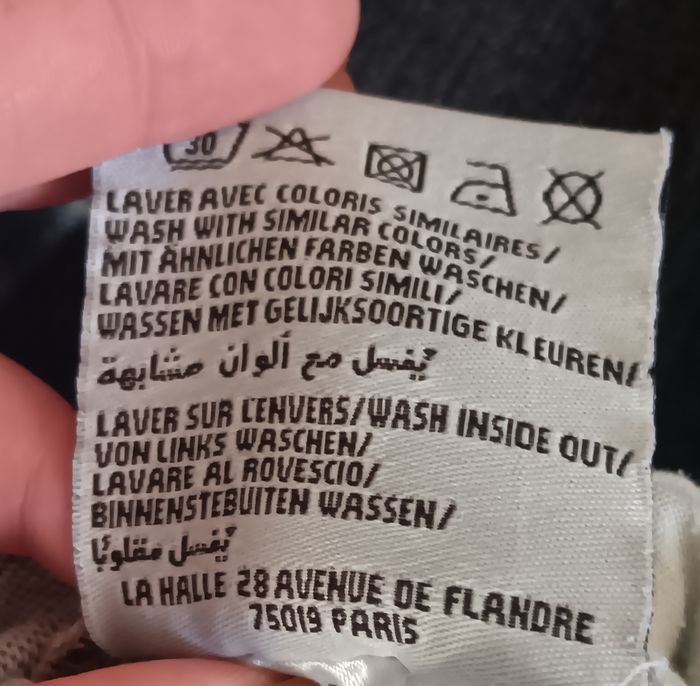 30
LAVER AVEC COLORIS SIMILAIRES/
WASH WITH SIMILAR COLORS/
MIT ÄHNLICHEN FARBEN WASCHEN/
LAVARE CON COLORI SIMILI/
WASSEN MET GELIJKSOORTIGE KLEUREN/
يُغسل مع ألوان مشابهة
LAVER SUR L'ENVERS/WASH INSIDE OUT/
VON LINKS WASCHEN/
LAVARE AL ROVESCIO/
BINNENSTEBUITEN WASSEN/
يُغسل مقلوبًا
LA HALLE 28 AVENUE DE FLANDRE
75019 PARIS